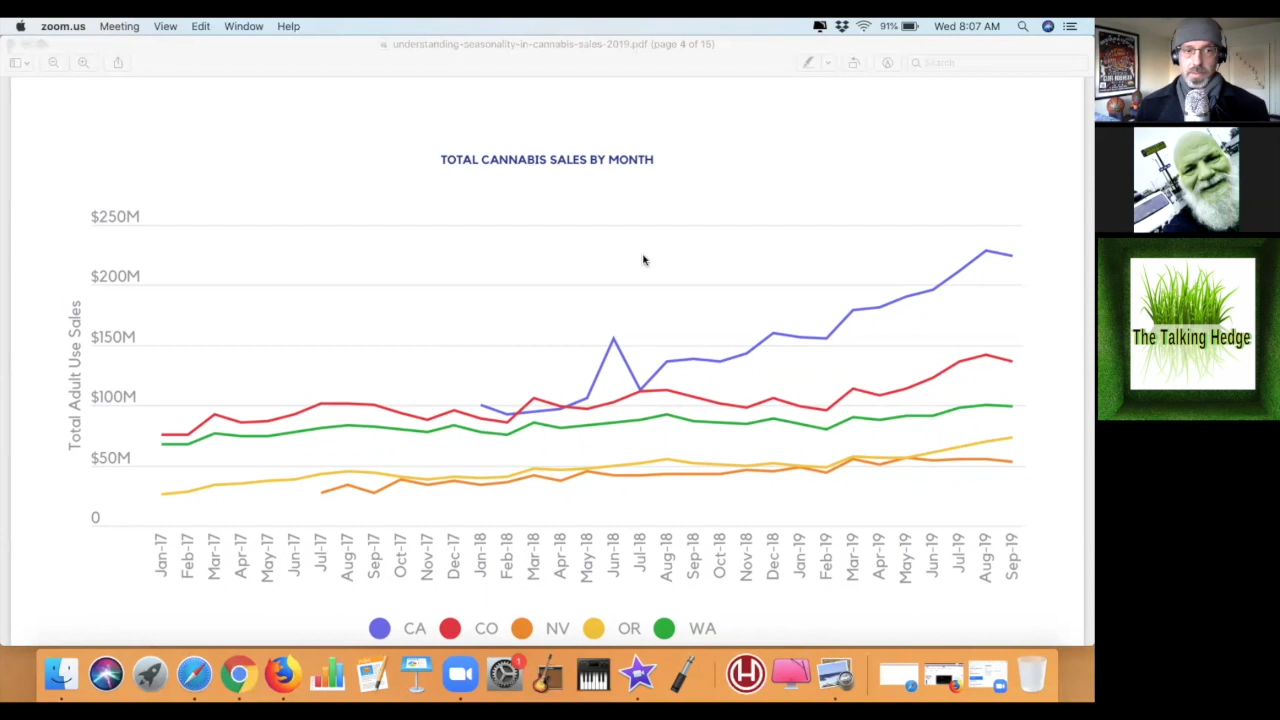 zoom.us Meeting View Edit Window Help 91% Wed 8:07 AM
understanding-seasonality-in-cannabis-sales-2019.pdf (page 4 of 15)
Search
TOTAL CANNABIS SALES BY MONTH
$250M
$200M
$150M
$100M
$50M
0
Total Adult Use Sales
Jan-17 Feb-17 Mar-17 Apr-17 May-17 Jun-17 Jul-17 Aug-17 Sep-17 Oct-17 Nov-17 Dec-17 Jan-18 Feb-18 Mar-18 Apr-18 May-18 Jun-18 Jul-18 Aug-18 Sep-18 Oct-18 Nov-18 Dec-18 Jan-19 Feb-19 Mar-19 Apr-19 May-19 Jun-19 Jul-19 Aug-19 Sep-19
CA CO NV OR WA
The Talking Hedge
1
H